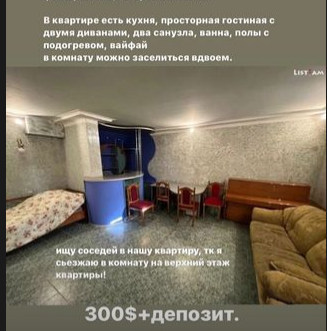 В квартире есть кухня, просторная гостиная с
двумя диванами, два санузла, ванна, полы с
подогревом, вайфай
в комнату можно заселиться вдвоем.
LIST.AM
ищу соседей в нашу квартиру, тк я
сьезжаю в комнату на верхний этаж
квартиры!
300$+депозит.